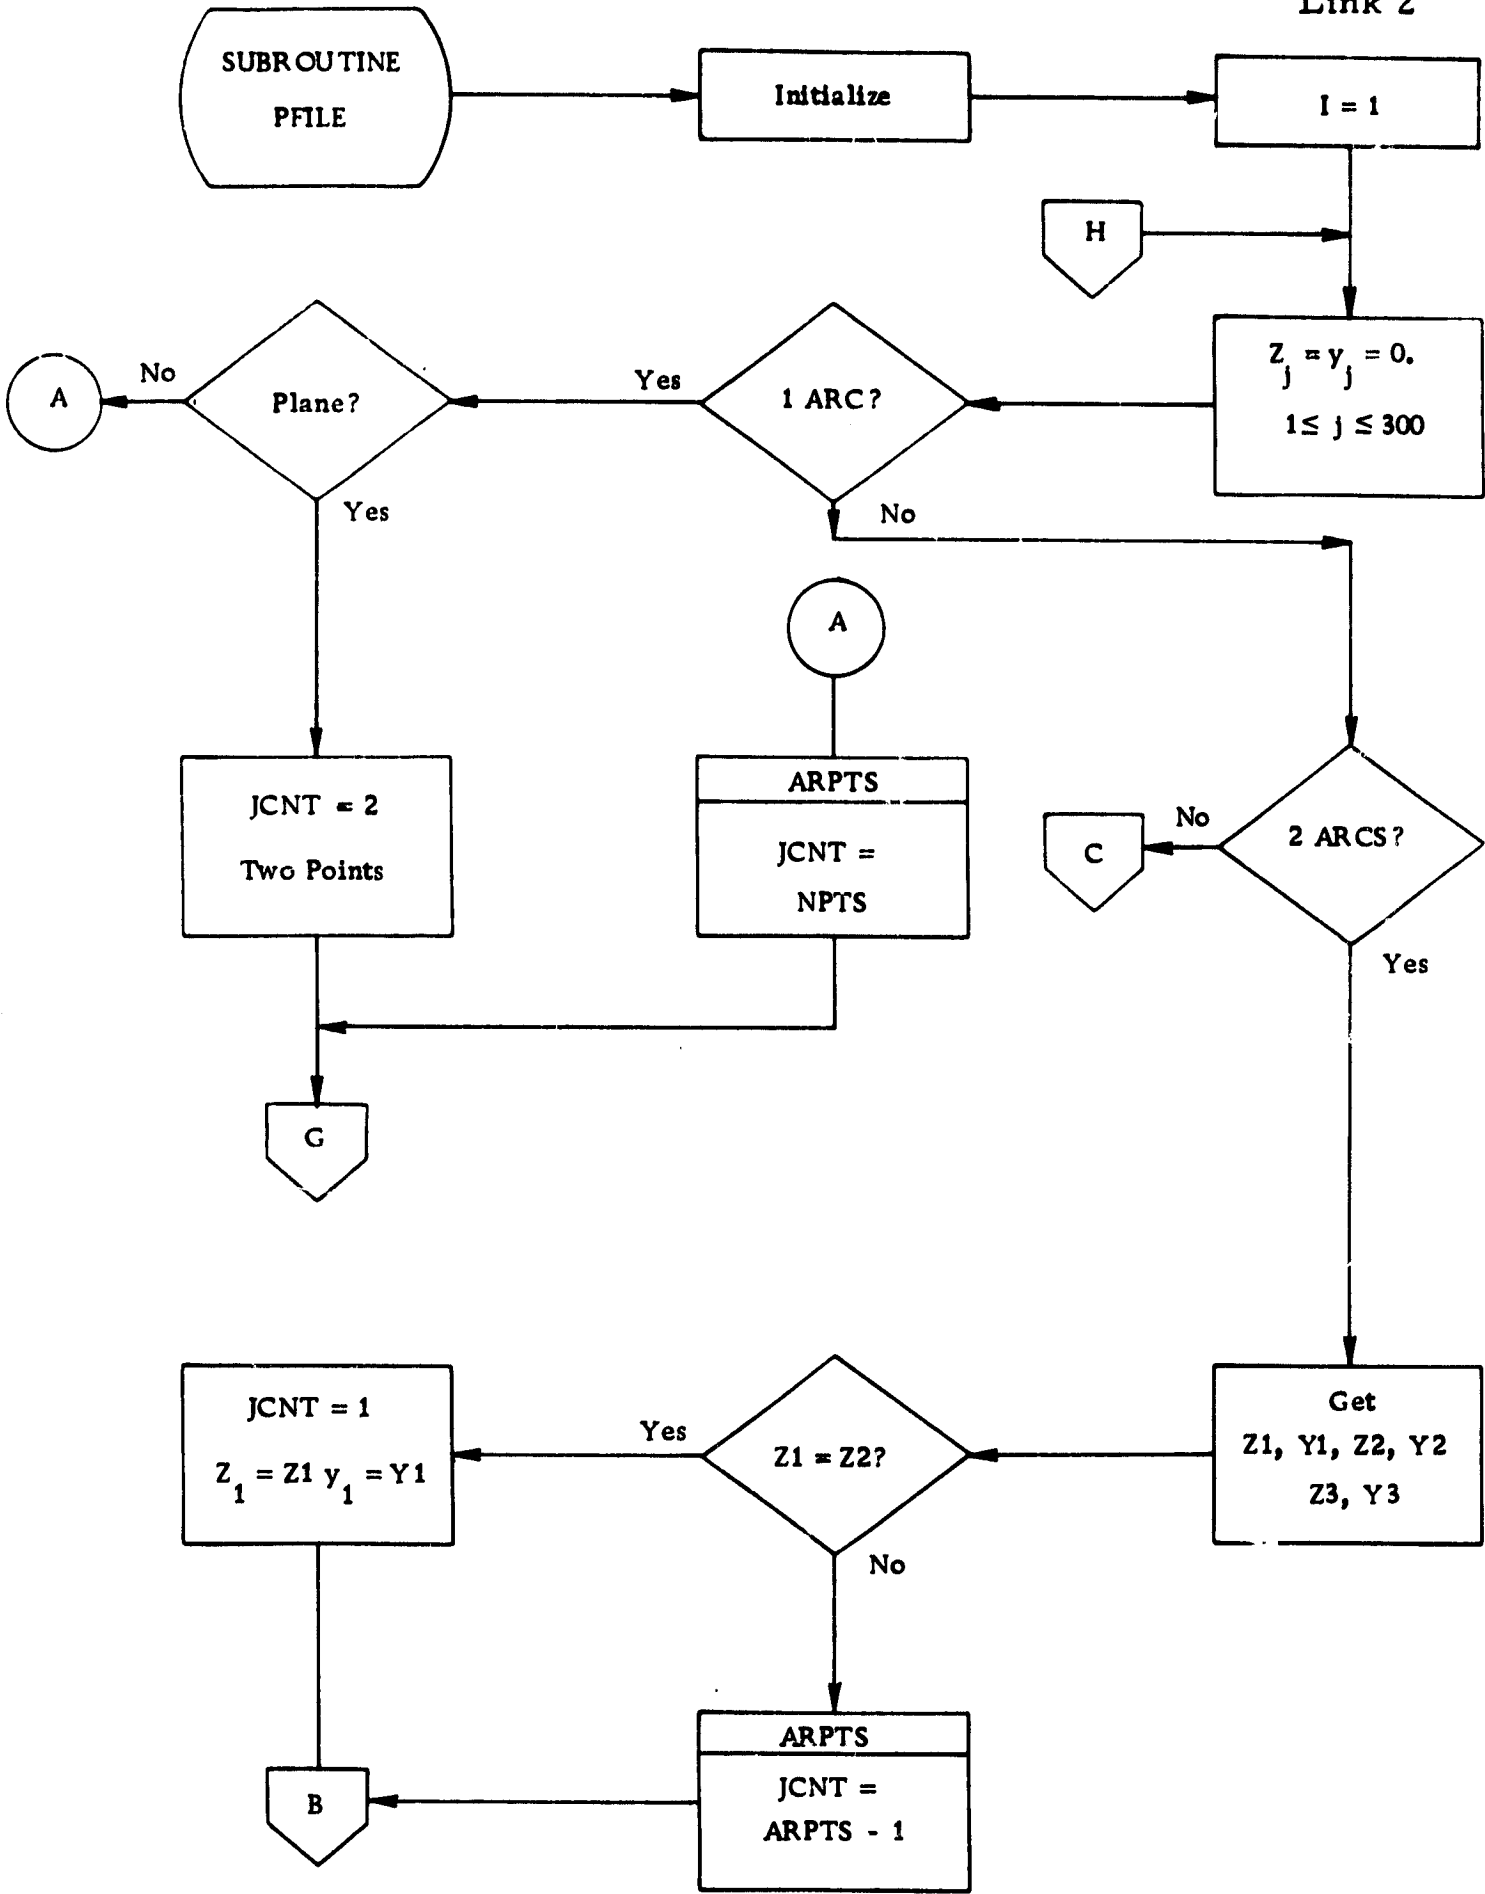 Link 2
SUBROUTINE
PFILE
Initialize
I = 1
H
Z_j = y_j = 0.
1 ≤ j ≤ 300
1 ARC?
Yes
Plane?
No
A
Yes
No
A
JCNT = 2
Two Points
ARPTS
JCNT =
NPTS
2 ARCS?
No
C
Yes
G
Get
Z1, Y1, Z2, Y2
Z3, Y3
Z1 = Z2?
Yes
JCNT = 1
Z_1 = Z1 y_1 = Y1
No
ARPTS
JCNT =
ARPTS - 1
B